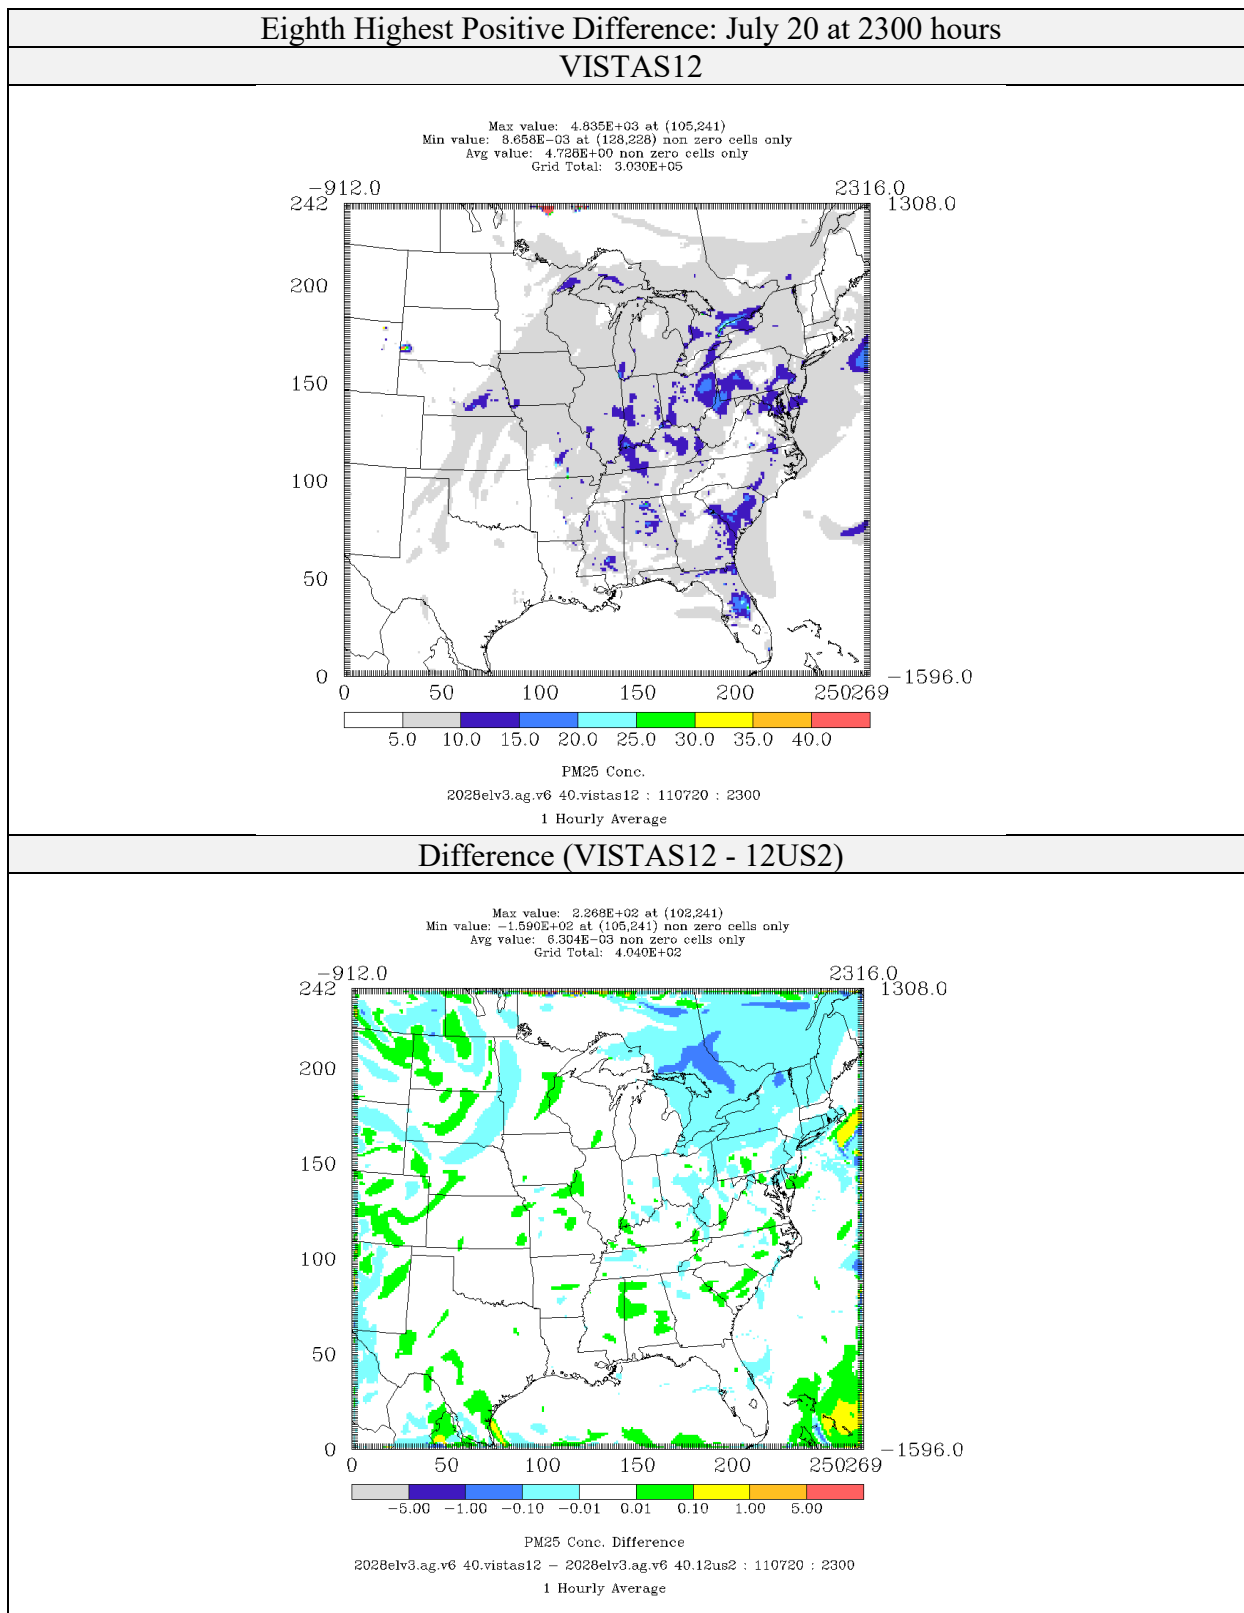 Eighth Highest Positive Difference: July 20 at 2300 hours
VISTAS12
Max value: 4.835E+03 at (105,241)
Min value: 8.658E-03 at (128,228) non zero cells only
Avg value: 4.728E+00 non zero cells only
Grid Total: 3.030E+05
-912.0 2316.0
242 1308.0
200
150
100
50
0 -1596.0
0 50 100 150 200 250269
5.0 10.0 15.0 20.0 25.0 30.0 35.0 40.0
PM25 Conc.
2028elv3.ag.v6 40.vistas12 : 110720 : 2300
1 Hourly Average
Difference (VISTAS12 - 12US2)
Max value: 2.268E+02 at (102,241)
Min value: -1.590E+02 at (105,241) non zero cells only
Avg value: 6.304E-03 non zero cells only
Grid Total: 4.040E+02
-912.0 2316.0
242 1308.0
200
150
100
50
0 -1596.0
0 50 100 150 200 250269
-5.00 -1.00 -0.10 -0.01 0.01 0.10 1.00 5.00
PM25 Conc. Difference
2028elv3.ag.v6 40.vistas12 - 2028elv3.ag.v6 40.12us2 : 110720 : 2300
1 Hourly Average